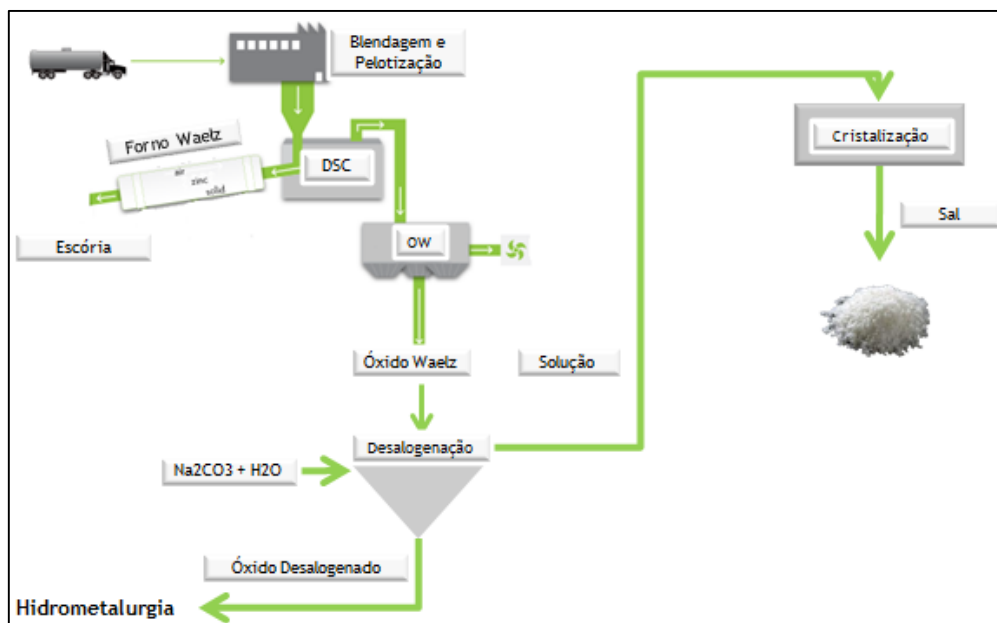 Blendagem e
Pelotização
Forno Waelz
air
zinc
solid
DSC
Cristalização
Escória
OW
Sal
Óxido Waelz
Solução
Desalogenação
Na2CO3 + H2O
Óxido Desalogenado
Hidrometalurgia